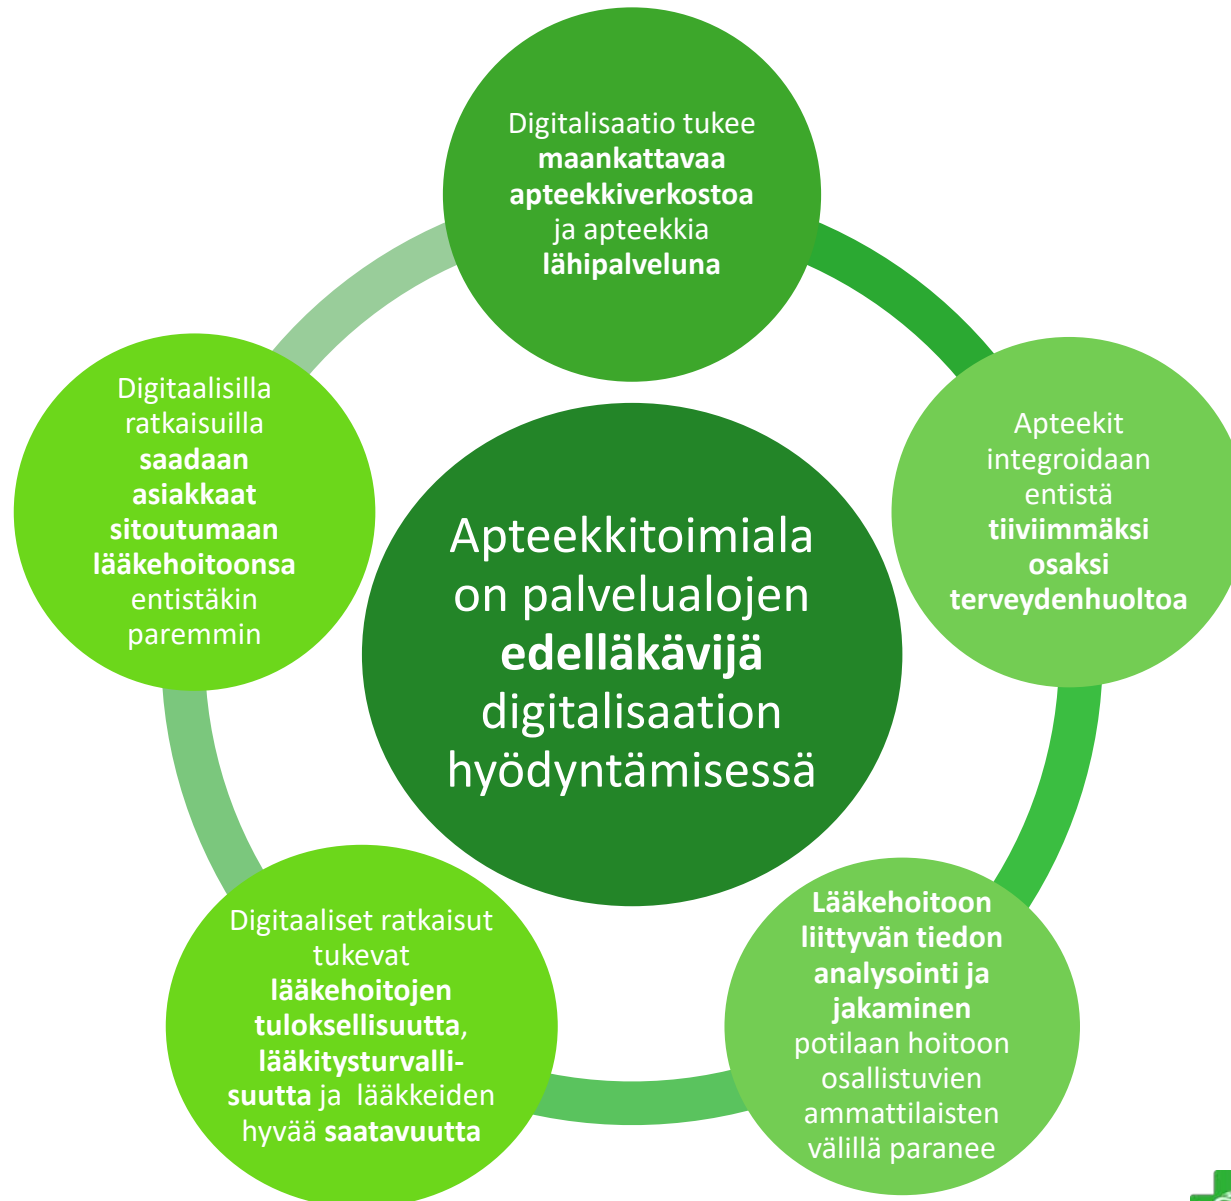 Digitalisaatio tukee
maankattavaa
apteekkiverkostoa
ja apteekkia
lähipalveluna
Apteekit
integroidaan
entistä
tiiviimmäksi
osaksi
terveydenhuoltoa
Lääkehoitoon
liittyvän tiedon
analysointi ja
jakaminen
potilaan hoitoon
osallistuvien
ammattilaisten
välillä paranee
Digitaaliset ratkaisut
tukevat
lääkehoitojen
tuloksellisuutta,
lääkitysturvalli-
suutta ja lääkkeiden
hyvää saatavuutta
Digitaalisilla
ratkaisuilla
saadaan
asiakkaat
sitoutumaan
lääkehoitoonsa
entistäkin
paremmin
Apteekkitoimiala
on palvelualojen
edelläkävijä
digitalisaation
hyödyntämisessä